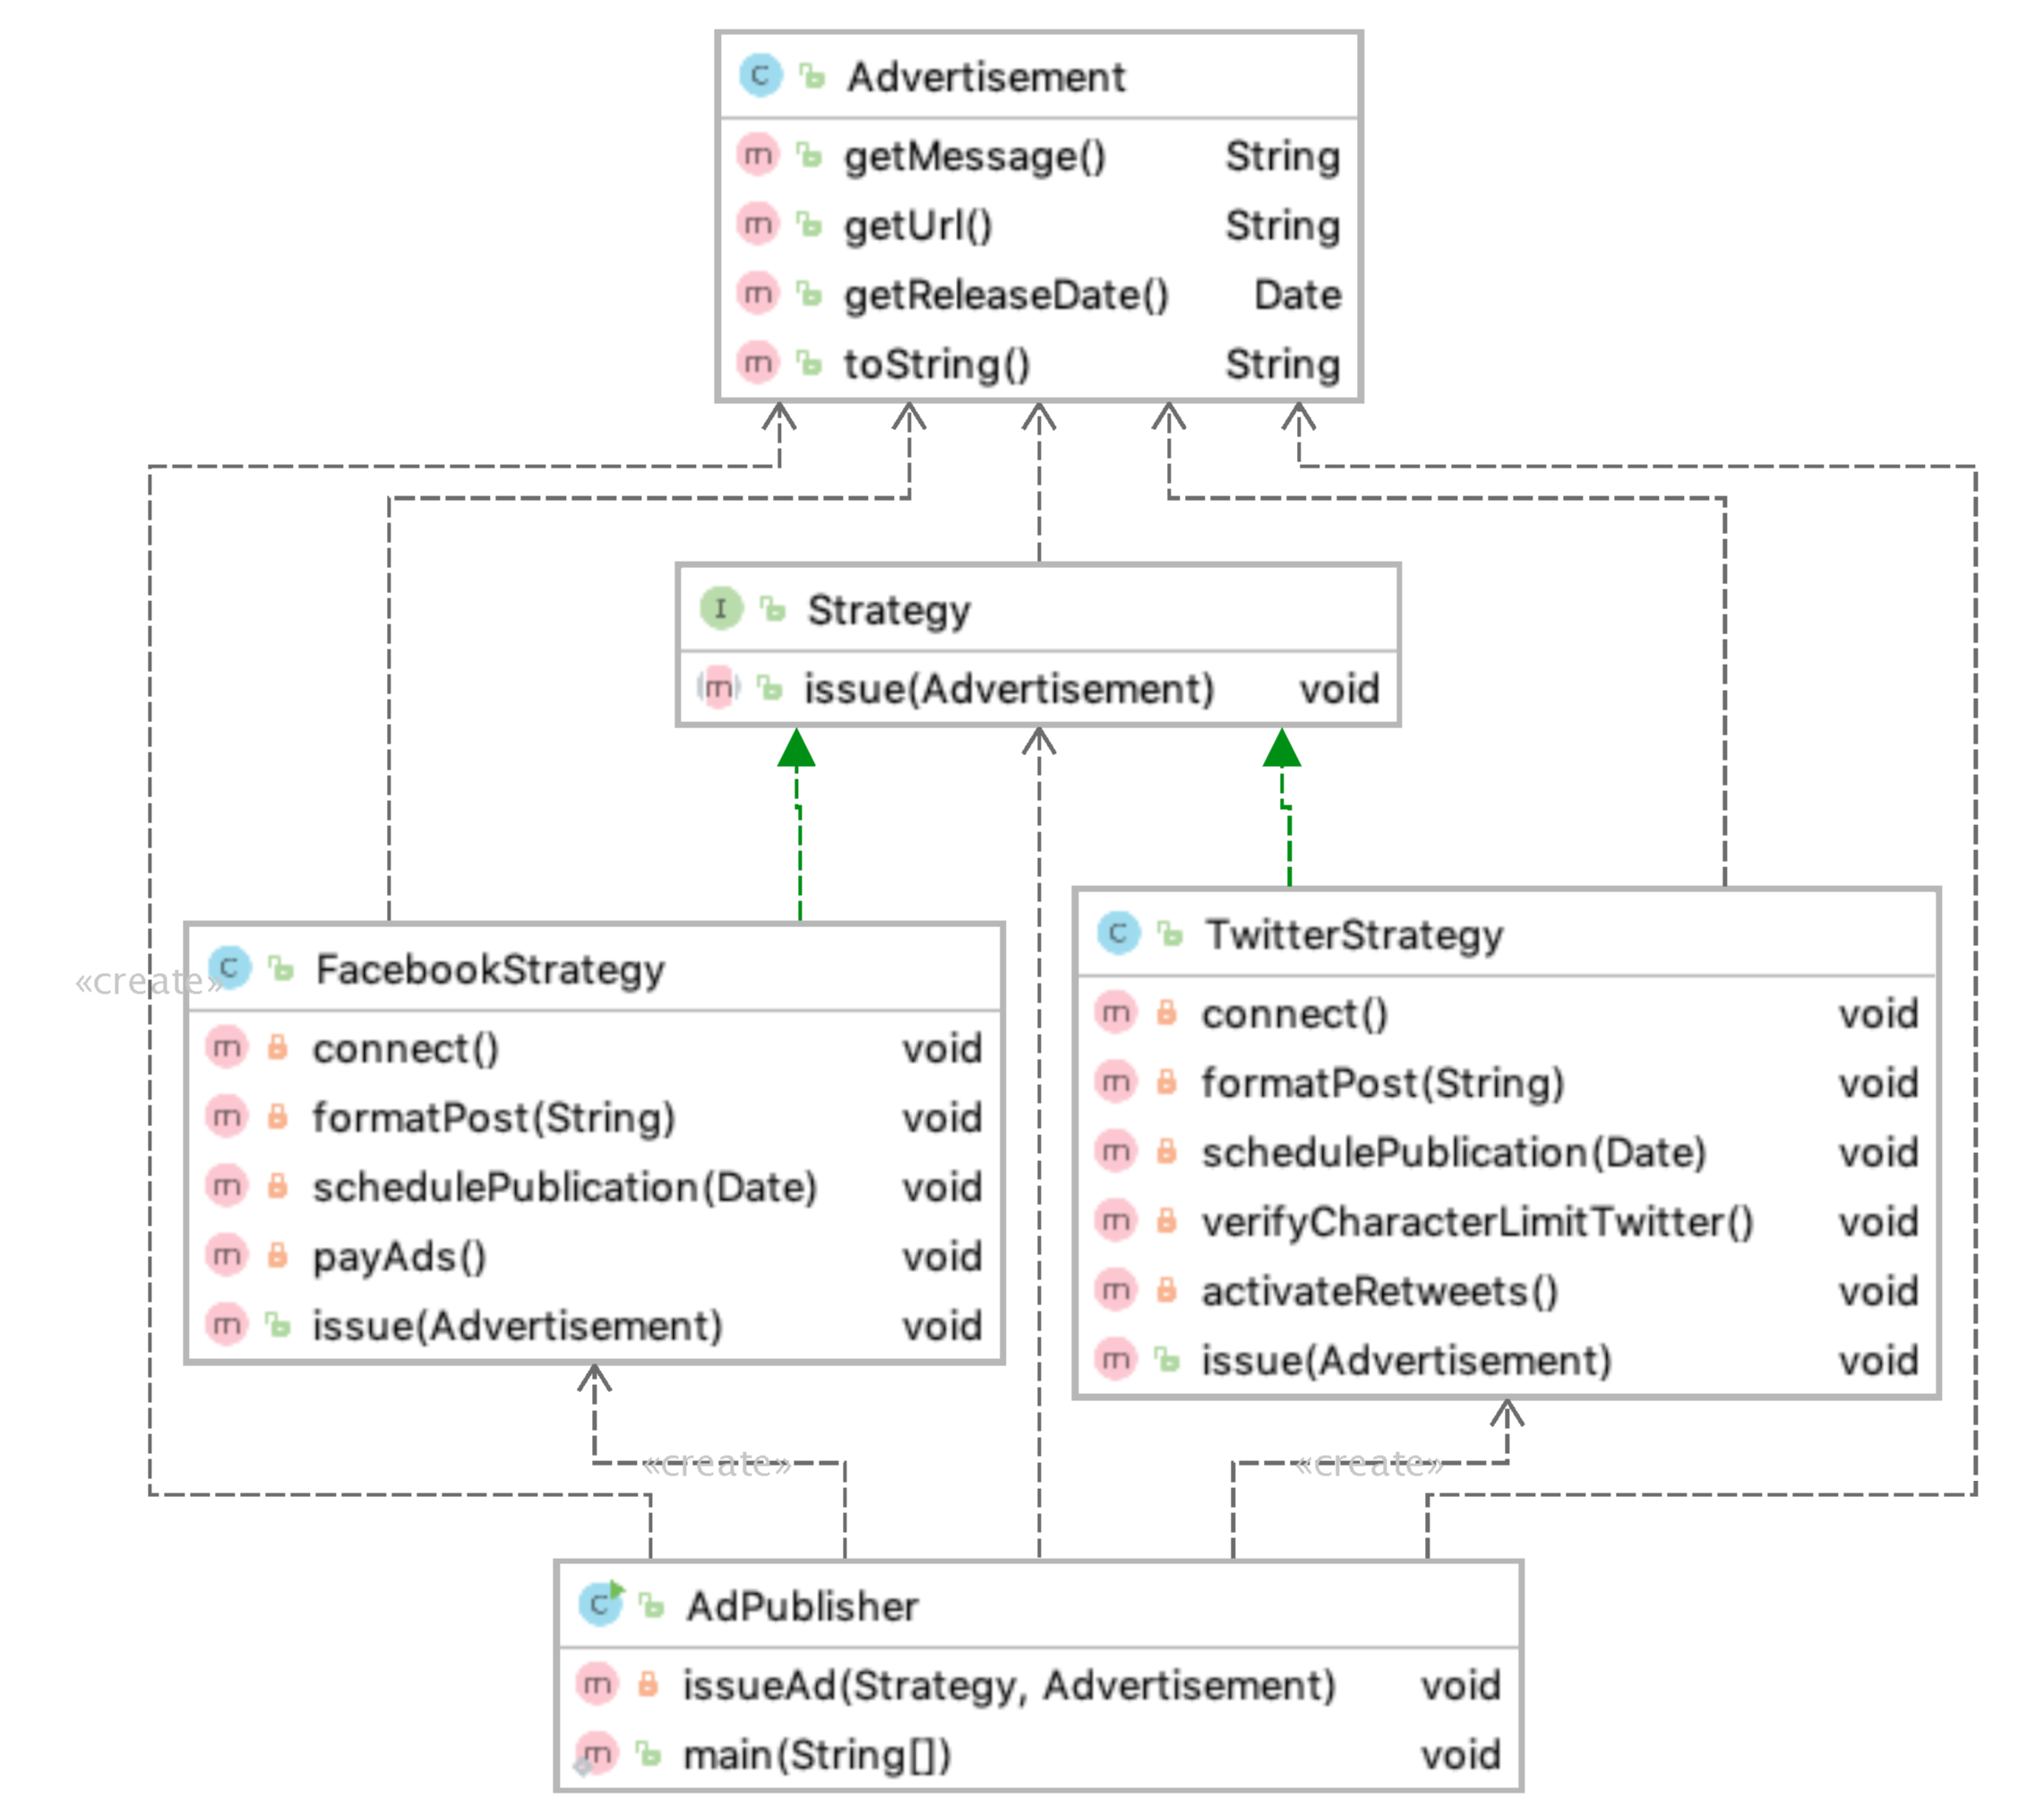 C Advertisement
m getMessage() String
m getUrl() String
m getReleaseDate() Date
m toString() String
I Strategy
m issue(Advertisement) void
«create»
C FacebookStrategy
m connect() void
m formatPost(String) void
m schedulePublication(Date) void
m payAds() void
m issue(Advertisement) void
C TwitterStrategy
m connect() void
m formatPost(String) void
m schedulePublication(Date) void
m verifyCharacterLimitTwitter() void
m activateRetweets() void
m issue(Advertisement) void
«create»
«create»
C AdPublisher
m issueAd(Strategy, Advertisement) void
m main(String[]) void